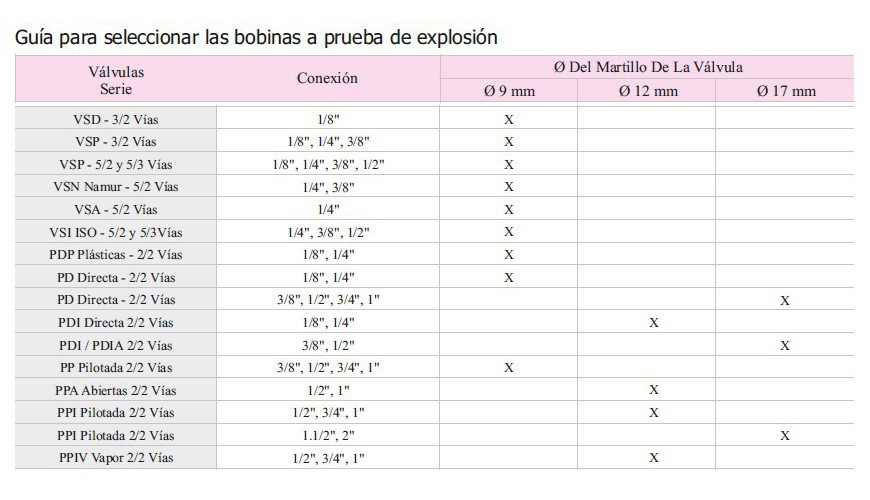 Guía para seleccionar las bobinas a prueba de explosión
Válvulas Serie Conexión Ø Del Martillo De La Válvula
Ø 9 mm Ø 12 mm Ø 17 mm
VSD - 3/2 Vías 1/8" X
VSP - 3/2 Vías 1/8", 1/4", 3/8" X
VSP - 5/2 y 5/3 Vías 1/8", 1/4", 3/8", 1/2" X
VSN Namur - 5/2 Vías 1/4", 3/8" X
VSA - 5/2 Vías 1/4" X
VSI ISO - 5/2 y 5/3Vías 1/4", 3/8", 1/2" X
PDP Plásticas - 2/2 Vías 1/8", 1/4" X
PD Directa - 2/2 Vías 1/8", 1/4" X
PD Directa - 2/2 Vías 3/8", 1/2", 3/4", 1" X
PDI Directa 2/2 Vías 1/8", 1/4" X
PDI / PDIA 2/2 Vías 3/8", 1/2" X
PP Pilotada 2/2 Vías 3/8", 1/2", 3/4", 1" X
PPA Abiertas 2/2 Vías 1/2", 1" X
PPI Pilotada 2/2 Vías 1/2", 3/4", 1" X
PPI Pilotada 2/2 Vías 1.1/2", 2" X
PPIV Vapor 2/2 Vías 1/2", 3/4", 1" X